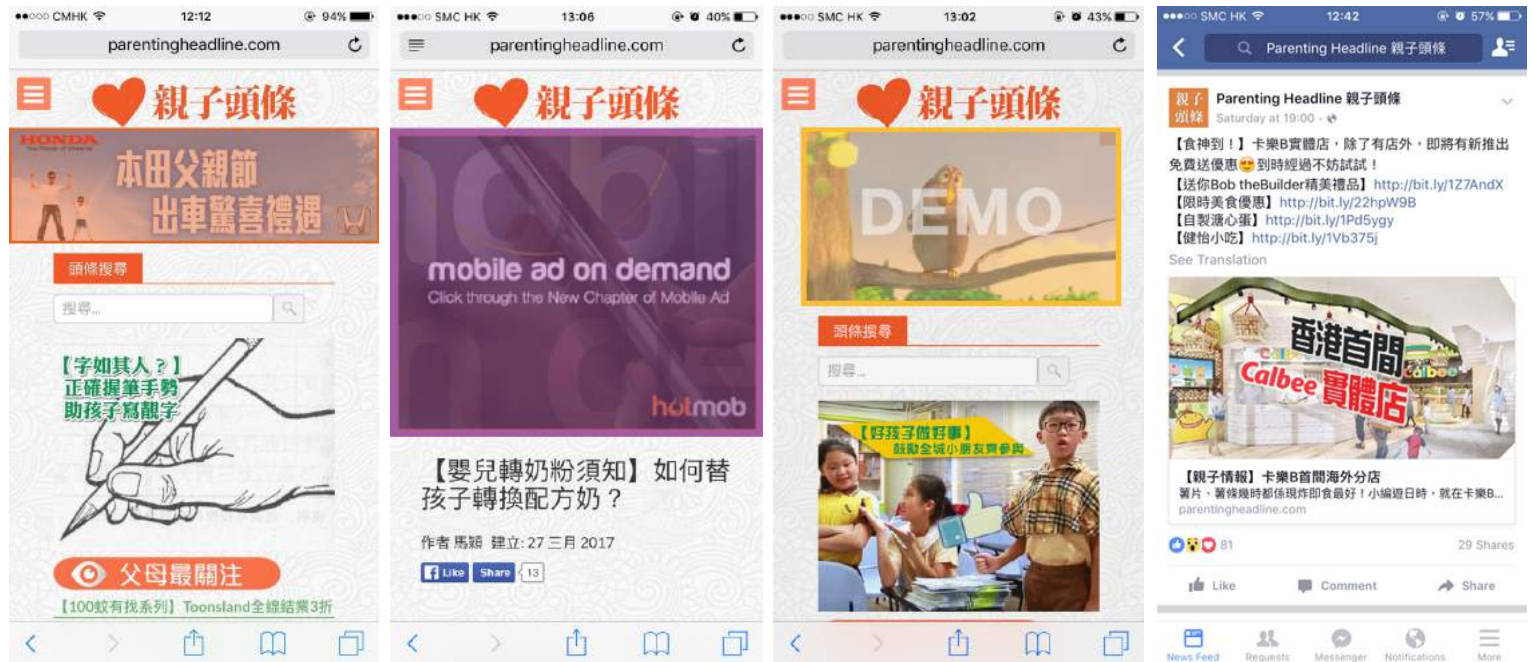 CMHK 12:12 94%
parentingheadline.com
親子頭條
HONDA
The Power of Dreams
本田父親節
出車驚喜禮遇
頭條搜尋
搜尋...
【字如其人？】
正確握筆手勢
助孩子寫靚字
父母最關注
【100蚊有找系列】Toonsland全線結業3折
SMC HK 13:06 40%
parentingheadline.com
親子頭條
mobile ad on demand
Click through the New Chapter of Mobile Ad
hotmob
【嬰兒轉奶粉須知】如何替
孩子轉換配方奶？
作者 馬穎 建立: 27 三月 2017
Like Share 13
SMC HK 13:02 43%
parentingheadline.com
親子頭條
DEMO
頭條搜尋
搜尋...
【好孩子做好事】
鼓勵全城小朋友齊參與
SMC HK 12:42 57%
Parenting Headline 親子頭條
親子
頭條
Parenting Headline 親子頭條
Saturday at 19:00
【食神到！】卡樂B實體店，除了有店外，即將有新推出
免費送優惠😍到時經過不妨試試！
【送你Bob theBuilder精美禮品】http://bit.ly/1Z7AndX
【限時美食優惠】http://bit.ly/22hpW9B
【自製溏心蛋】http://bit.ly/1Pd5ygy
【健怡小吃】http://bit.ly/1Vb375j
See Translation
香港首間
Calbee 實體店
【親子情報】卡樂B首間海外分店
薯片、薯條幾時都係現炸即食最好！小編遊日時，就在卡樂B...
parentingheadline.com
81 29 Shares
Like Comment Share
News Feed Requests Messenger Notifications More